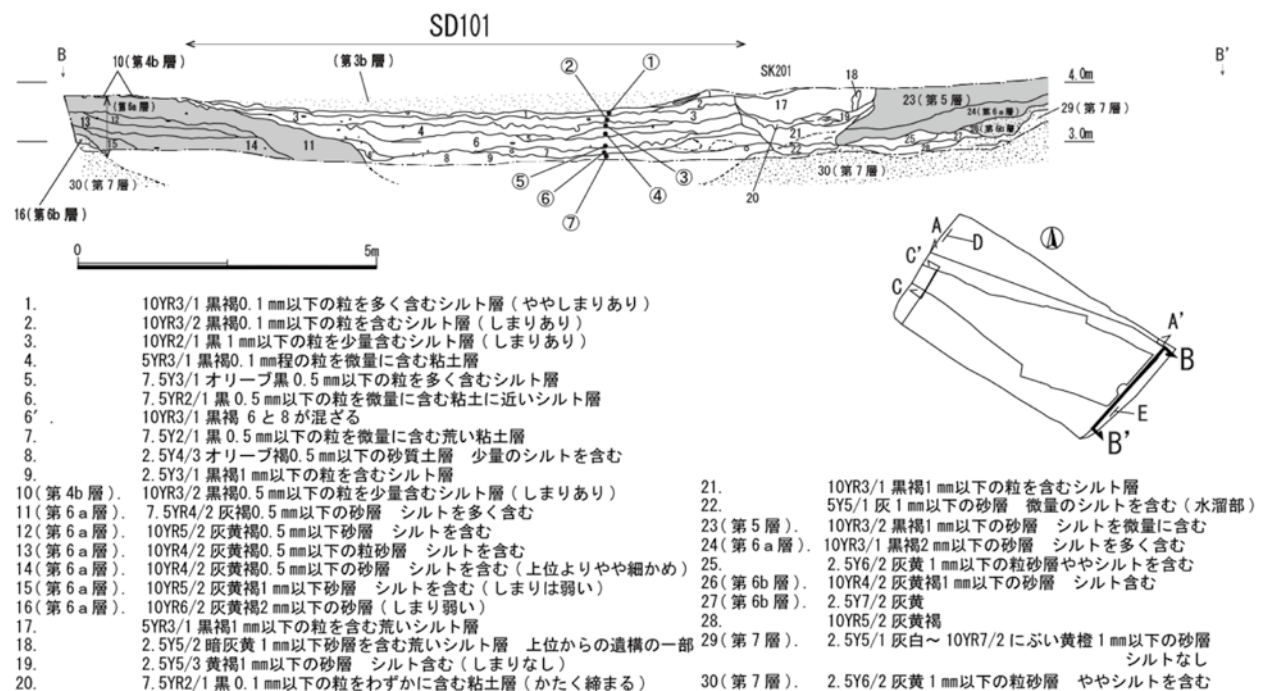 SD101
B
10(第4b層)
(第3b層)
②
①
SK201
18
B'
4.0m
(第6a層)
13
12
3
2
3
17
19
23(第5層)
24(第6a層)
29(第7層)
4
21
26(第6b層)
25
27
3.0m
15
14
11
6
22
8
9
30(第7層)
⑤
③
30(第7層)
⑥
④
20
16(第6b層)
⑦
0
5m
A
D
C'
C
A'
B
E
B'
1. 10YR3/1 黒褐0.1㎜以下の粒を多く含むシルト層(ややしまりあり)
2. 10YR3/2 黒褐0.1㎜以下の粒を含むシルト層(しまりあり)
3. 10YR2/1 黒 1㎜以下の粒を少量含むシルト層(しまりあり)
4. 5YR3/1 黒褐0.1㎜程の粒を微量に含む粘土層
5. 7.5Y3/1 オリーブ黒 0.5㎜以下の粒を多く含むシルト層
6. 7.5YR2/1 黒 0.5㎜以下の粒を微量に含む粘土に近いシルト層
6′. 10YR3/1 黒褐 6と8が混ざる
7. 7.5Y2/1 黒 0.5㎜以下の粒を微量に含む荒い粘土層
8. 2.5Y4/3 オリーブ褐0.5㎜以下の砂質土層 少量のシルトを含む
9. 2.5Y3/1 黒褐1㎜以下の粒を含むシルト層
10(第4b層). 10YR3/2 黒褐0.5㎜以下の粒を少量含むシルト層(しまりあり)
11(第6a層). 7.5YR4/2 灰褐0.5㎜以下の砂層 シルトを多く含む
12(第6a層). 10YR5/2 灰黄褐0.5㎜以下の砂層 シルトを含む
13(第6a層). 10YR4/2 灰黄褐0.5㎜以下の粒砂層 シルトを含む
14(第6a層). 10YR4/2 灰黄褐0.5㎜以下の砂層 シルトを含む(上位よりやや細かめ)
15(第6a層). 10YR5/2 灰黄褐1㎜以下砂層 シルトを含む(しまりは弱い)
16(第6a層). 10YR6/2 灰黄褐2㎜以下の砂層(しまり弱い)
17. 5YR3/1 黒褐1㎜以下の粒を含む荒いシルト層
18. 2.5Y5/2 暗灰黄 1㎜以下砂層を含む荒いシルト層 上位からの遺構の一部
19. 2.5Y5/3 黄褐1㎜以下の砂層 シルト含む(しまりなし)
20. 7.5YR2/1 黒 0.1㎜以下の粒をわずかに含む粘土層(かたく締まる)
21. 10YR3/1 黒褐1㎜以下の粒を含むシルト層
22. 5Y5/1 灰 1㎜以下の砂層 微量のシルトを含む(水溜部)
23(第5層). 10YR3/2 黒褐1㎜以下の砂層 シルトを微量に含む
24(第6a層). 10YR3/1 黒褐2㎜以下の砂層 シルトを多く含む
25. 2.5Y6/2 灰黄 1㎜以下の粒砂層ややシルトを含む
26(第6b層). 10YR4/2 灰黄褐1㎜以下の砂層 シルト含む
27(第6b層). 2.5Y7/2 灰黄
28. 10YR5/2 灰黄褐
29(第7層). 2.5Y5/1 灰白～10YR7/2 にぶい黄橙 1㎜以下の砂層
シルトなし
30(第7層). 2.5Y6/2 灰黄 1㎜以下の粒砂層 ややシルトを含む